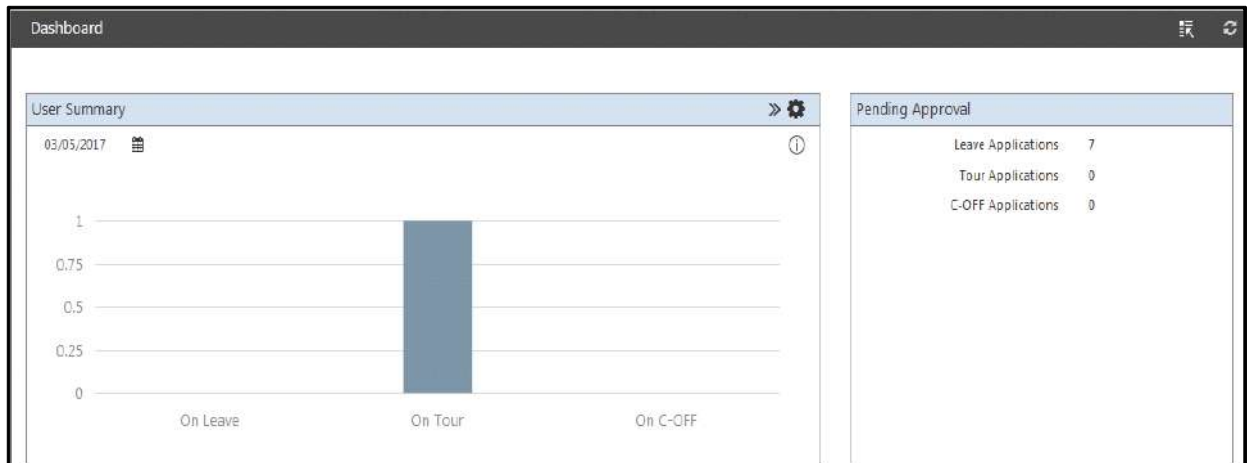 Dashboard
User Summary
03/05/2017
1
0.75
0.5
0.25
0
On Leave On Tour On C-OFF
Pending Approval
Leave Applications 7
Tour Applications 0
C-OFF Applications 0